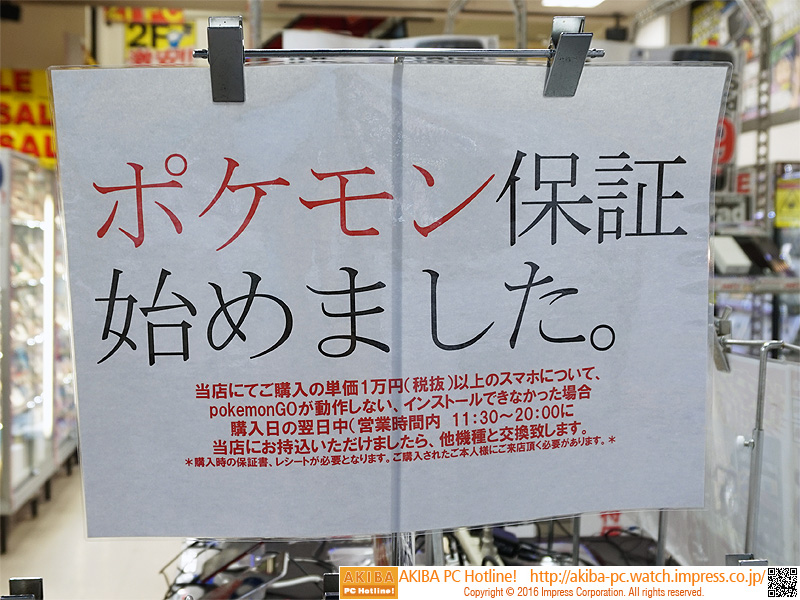 2F
LE
SAL
SAL
ポケモン保証
始めました。
当店にてご購入の単価1万円(税抜)以上のスマホについて、
pokemonGOが動作しない、インストールできなかった場合
購入日の翌日中(営業時間内 11:30～20:00に
当店にお持込いただけましたら、他機種と交換致します。
＊購入時の保証書、レシートが必要となります。ご購入されたご本人様にご来店頂く必要があります。＊
AKIBA PC Hotline! AKIBA PC Hotline! http://akiba-pc.watch.impress.co.jp/
Copyright © 2016 Impress Corporation. All rights reserved.